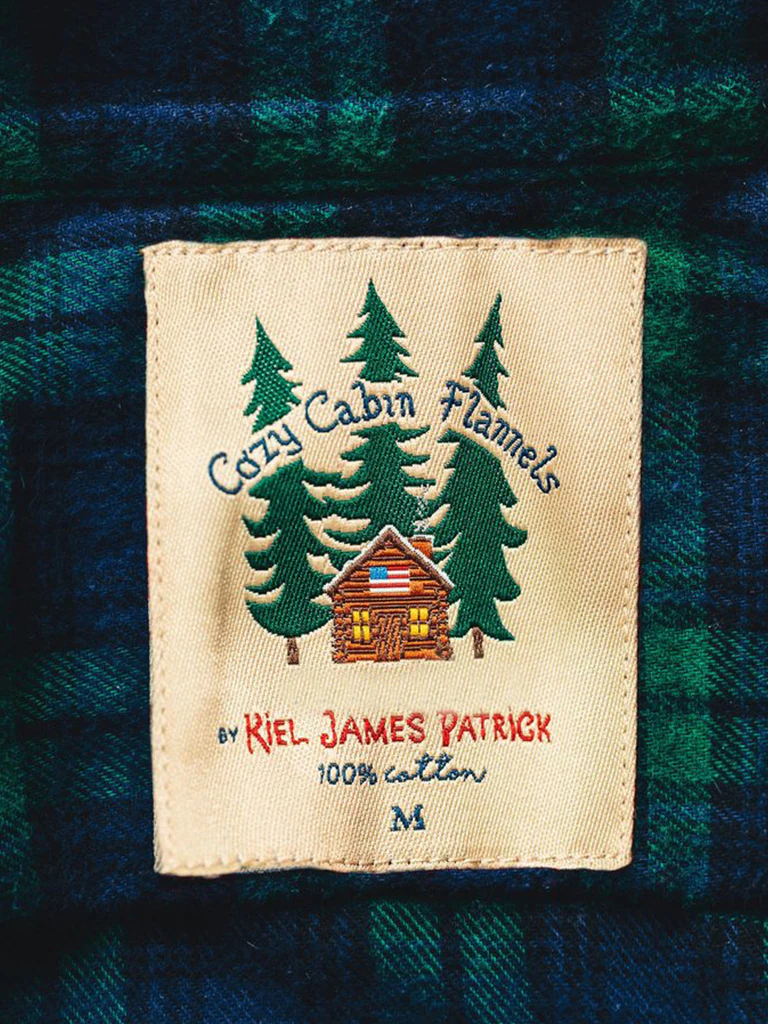 Cozy Cabin Flannels
BY KIEL JAMES PATRICK
100% cotton
M